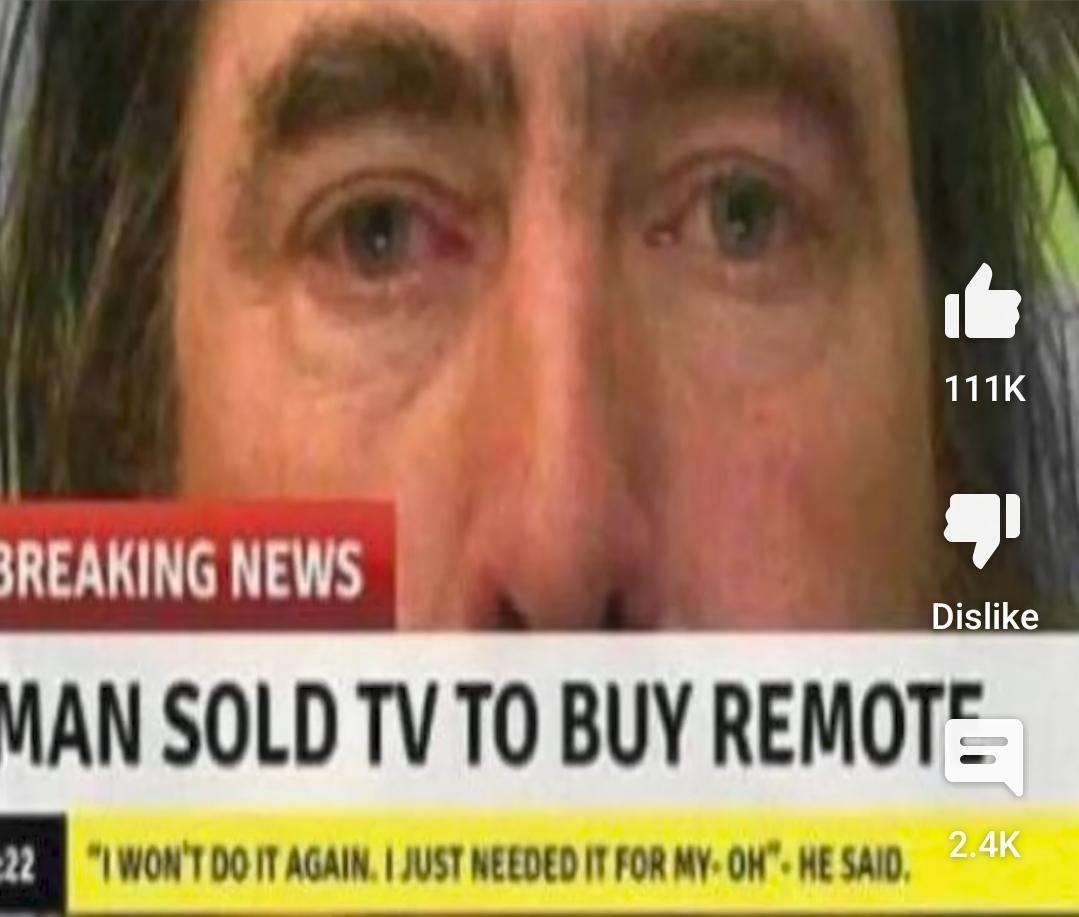 111K
BREAKING NEWS
Dislike
MAN SOLD TV TO BUY REMOTE
:22
"I WON'T DO IT AGAIN. I JUST NEEDED IT FOR MY- OH"- HE SAID.
2.4K